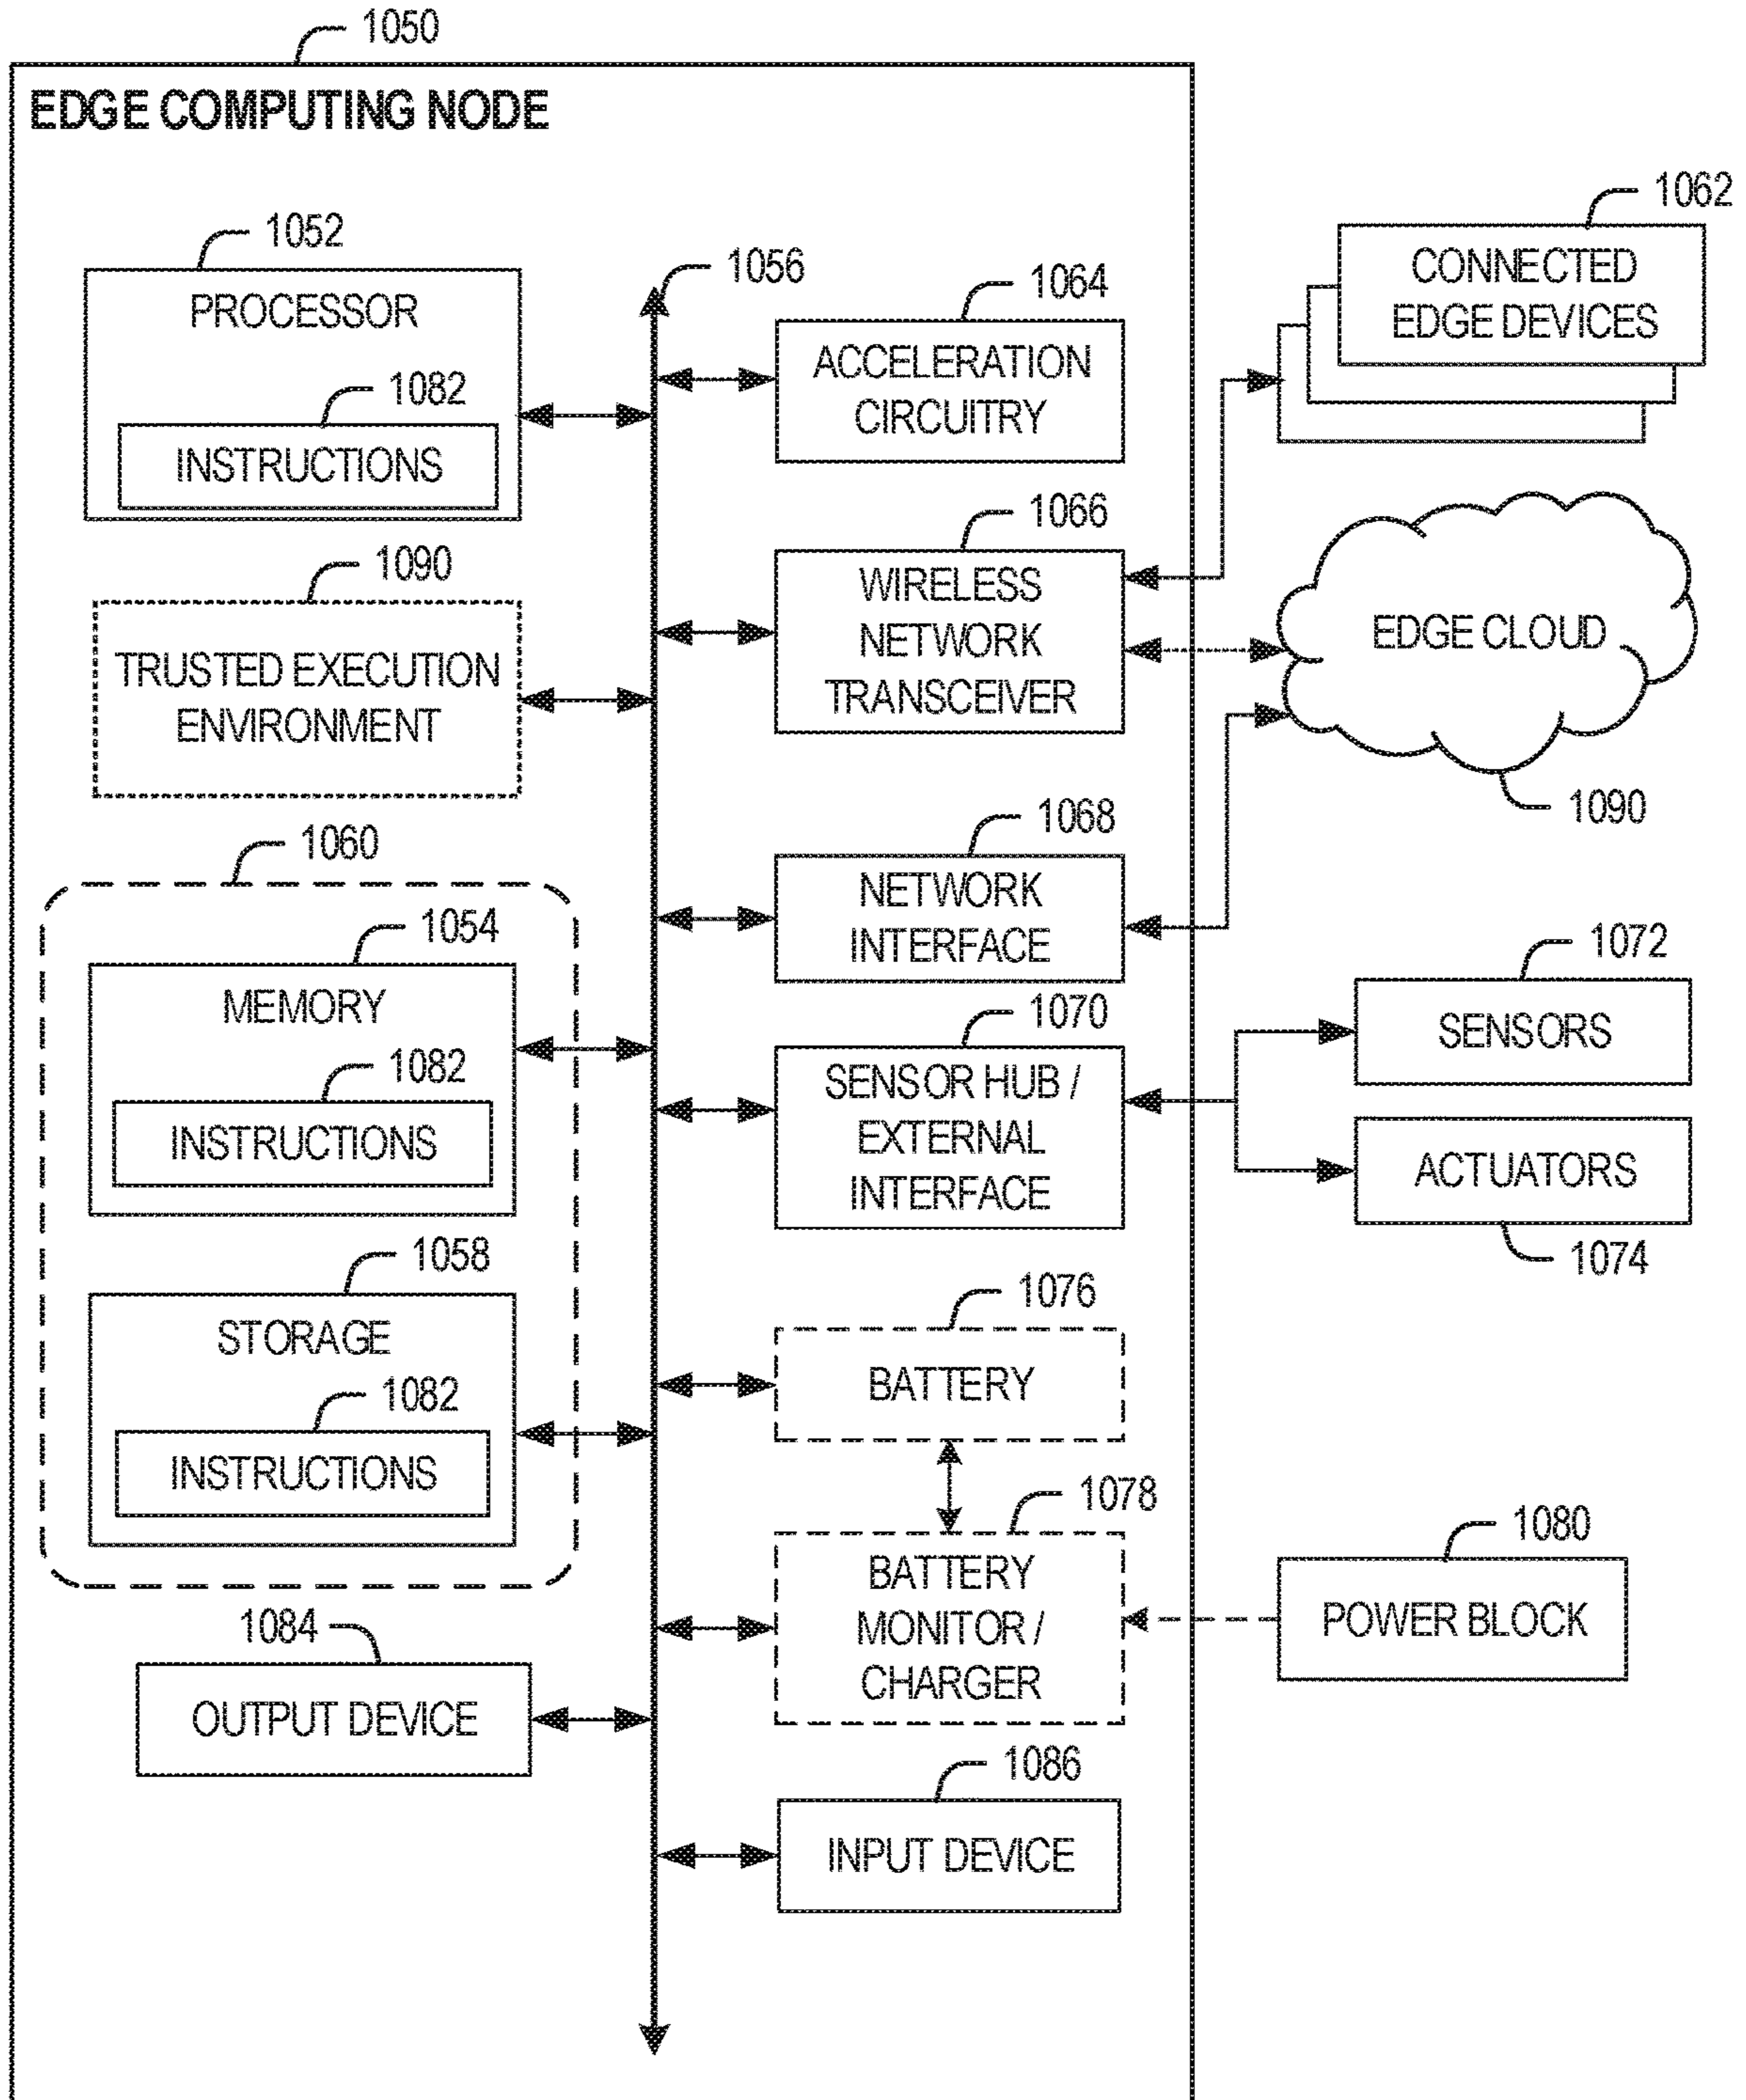 1050
EDGE COMPUTING NODE
1052
PROCESSOR
1082
INSTRUCTIONS
1090
TRUSTED EXECUTION
ENVIRONMENT
1060
1054
MEMORY
1082
INSTRUCTIONS
1058
STORAGE
1082
INSTRUCTIONS
1084
OUTPUT DEVICE
1056
1064
ACCELERATION
CIRCUITRY
1066
WIRELESS
NETWORK
TRANSCEIVER
1068
NETWORK
INTERFACE
1070
SENSOR HUB /
EXTERNAL
INTERFACE
1076
BATTERY
1078
BATTERY
MONITOR /
CHARGER
1086
INPUT DEVICE
1062
CONNECTED
EDGE DEVICES
EDGE CLOUD
1090
1072
SENSORS
ACTUATORS
1074
1080
POWER BLOCK